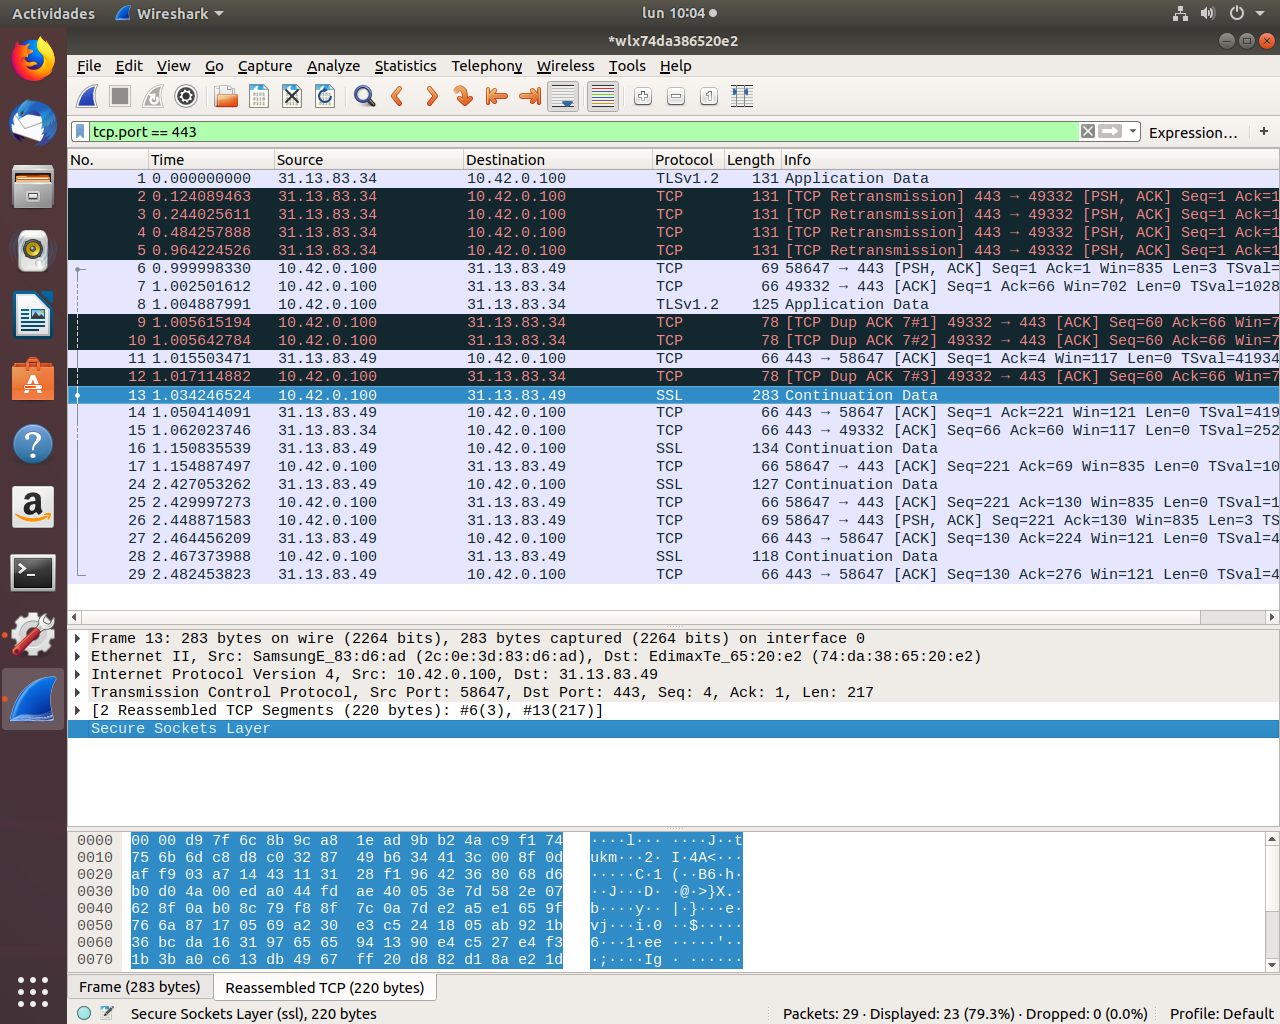 Actividades Wireshark lun 10:04
*wlx74da386520e2
File Edit View Go Capture Analyze Statistics Telephony Wireless Tools Help
tcp.port == 443 Expression… +
No. Time Source Destination Protocol Length Info
1 0.000000000 31.13.83.34 10.42.0.100 TLSv1.2 131 Application Data
2 0.124089463 31.13.83.34 10.42.0.100 TCP 131 [TCP Retransmission] 443 → 49332 [PSH, ACK] Seq=1 Ack=1
3 0.244025611 31.13.83.34 10.42.0.100 TCP 131 [TCP Retransmission] 443 → 49332 [PSH, ACK] Seq=1 Ack=1
4 0.484257888 31.13.83.34 10.42.0.100 TCP 131 [TCP Retransmission] 443 → 49332 [PSH, ACK] Seq=1 Ack=1
5 0.964224526 31.13.83.34 10.42.0.100 TCP 131 [TCP Retransmission] 443 → 49332 [PSH, ACK] Seq=1 Ack=1
6 0.999998330 10.42.0.100 31.13.83.49 TCP 69 58647 → 443 [PSH, ACK] Seq=1 Ack=1 Win=835 Len=3 TSval=
7 1.002501612 10.42.0.100 31.13.83.34 TCP 66 49332 → 443 [ACK] Seq=1 Ack=66 Win=702 Len=0 TSval=1028
8 1.004887991 10.42.0.100 31.13.83.34 TLSv1.2 125 Application Data
9 1.005615194 10.42.0.100 31.13.83.34 TCP 78 [TCP Dup ACK 7#1] 49332 → 443 [ACK] Seq=60 Ack=66 Win=7
10 1.005642784 10.42.0.100 31.13.83.34 TCP 78 [TCP Dup ACK 7#2] 49332 → 443 [ACK] Seq=60 Ack=66 Win=7
11 1.015503471 31.13.83.49 10.42.0.100 TCP 66 443 → 58647 [ACK] Seq=1 Ack=4 Win=117 Len=0 TSval=41934
12 1.017114882 10.42.0.100 31.13.83.34 TCP 78 [TCP Dup ACK 7#3] 49332 → 443 [ACK] Seq=60 Ack=66 Win=7
13 1.034246524 10.42.0.100 31.13.83.49 SSL 283 Continuation Data
14 1.050414091 31.13.83.49 10.42.0.100 TCP 66 443 → 58647 [ACK] Seq=1 Ack=221 Win=121 Len=0 TSval=419
15 1.062023746 31.13.83.34 10.42.0.100 TCP 66 443 → 49332 [ACK] Seq=66 Ack=60 Win=117 Len=0 TSval=252
16 1.150835539 31.13.83.49 10.42.0.100 SSL 134 Continuation Data
17 1.154887497 10.42.0.100 31.13.83.49 TCP 66 58647 → 443 [ACK] Seq=221 Ack=69 Win=835 Len=0 TSval=10
24 2.427053262 31.13.83.49 10.42.0.100 SSL 127 Continuation Data
25 2.429997273 10.42.0.100 31.13.83.49 TCP 66 58647 → 443 [ACK] Seq=221 Ack=130 Win=835 Len=0 TSval=1
26 2.448871583 10.42.0.100 31.13.83.49 TCP 69 58647 → 443 [PSH, ACK] Seq=221 Ack=130 Win=835 Len=3 TS
27 2.464456209 31.13.83.49 10.42.0.100 TCP 66 443 → 58647 [ACK] Seq=130 Ack=224 Win=121 Len=0 TSval=4
28 2.467373988 10.42.0.100 31.13.83.49 SSL 118 Continuation Data
29 2.482453823 31.13.83.49 10.42.0.100 TCP 66 443 → 58647 [ACK] Seq=130 Ack=276 Win=121 Len=0 TSval=4
Frame 13: 283 bytes on wire (2264 bits), 283 bytes captured (2264 bits) on interface 0
Ethernet II, Src: SamsungE_83:d6:ad (2c:0e:3d:83:d6:ad), Dst: EdimaxTe_65:20:e2 (74:da:38:65:20:e2)
Internet Protocol Version 4, Src: 10.42.0.100, Dst: 31.13.83.49
Transmission Control Protocol, Src Port: 58647, Dst Port: 443, Seq: 4, Ack: 1, Len: 217
[2 Reassembled TCP Segments (220 bytes): #6(3), #13(217)]
Secure Sockets Layer
0000 00 00 d9 7f 6c 8b 9c a8 1e ad 9b b2 4a c9 f1 74 ····l··· ····J··t
0010 75 6b 6d c8 d8 c0 32 87 49 b6 34 41 3c 00 8f 0d ukm···2· I·4A<···
0020 af f9 03 a7 14 43 11 31 28 f1 96 42 36 80 68 d6 ·····C·1 (··B6·h·
0030 b0 d4 4a 00 ed a0 44 fd ae 40 05 3e 7d 58 2e 07 ··J···D· ·@·>}X.·
0040 62 8f 0a b8 8c 79 f8 8f 7c 0a 7d e2 a5 e1 65 9f b····y·· |·}···e·
0050 76 6a 87 17 05 69 a2 30 e3 c5 24 18 05 ab 92 1b vj···i·0 ··$·····
0060 36 bc da 16 31 97 65 65 94 13 90 e4 c5 27 e4 f3 6···1·ee ·····'··
0070 1b 3b a0 c6 13 db 49 67 ff 20 d8 82 d1 8a e2 1d ·;····Ig · ······
Frame (283 bytes) Reassembled TCP (220 bytes)
Secure Sockets Layer (ssl), 220 bytes Packets: 29 · Displayed: 23 (79.3%) · Dropped: 0 (0.0%) Profile: Default